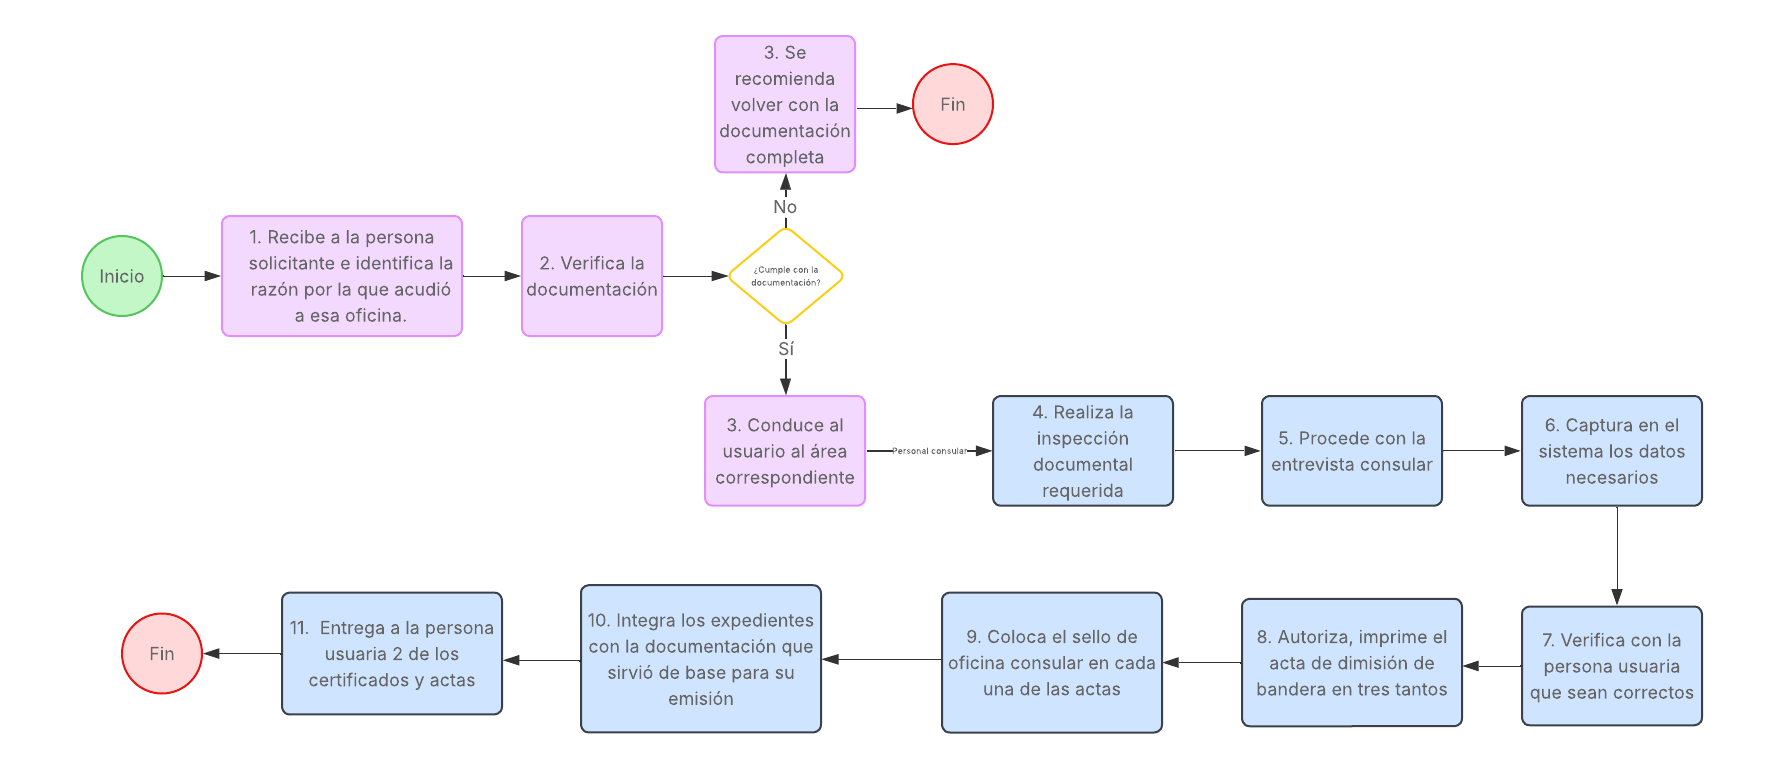 3. Se
recomienda
volver con la
documentación
completa
Fin
No
Inicio
1. Recibe a la persona
solicitante e identifica la
razón por la que acudió
a esa oficina.
2. Verifica la
documentación
¿Cumple con la
documentación?
Sí
3. Conduce al
usuario al área
correspondiente
Personal consular
4. Realiza la
inspección
documental
requerida
5. Procede con la
entrevista consular
6. Captura en el
sistema los datos
necesarios
7. Verifica con la
persona usuaria
que sean correctos
8. Autoriza, imprime el
acta de dimisión de
bandera en tres tantos
9. Coloca el sello de
oficina consular en cada
una de las actas
10. Integra los expedientes
con la documentación que
sirvió de base para su
emisión
11. Entrega a la persona
usuaria 2 de los
certificados y actas
Fin